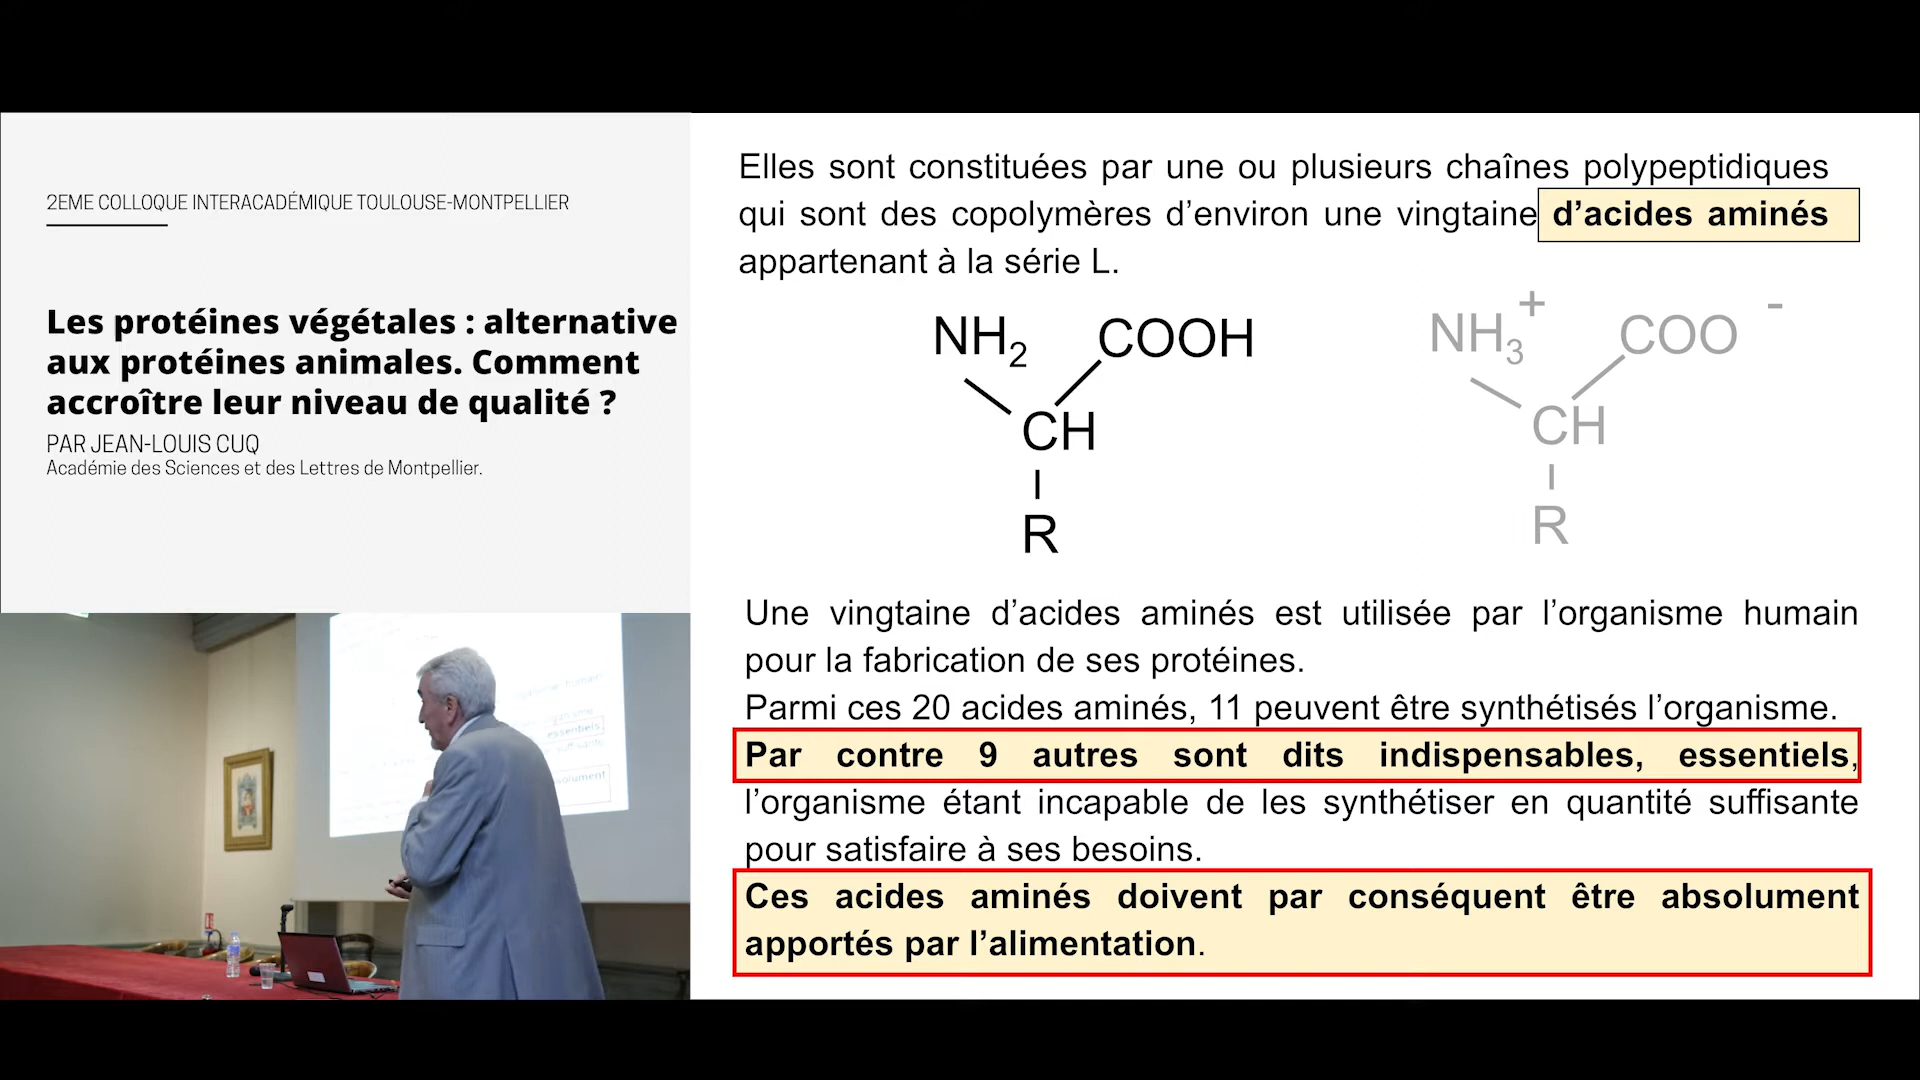 2EME COLLOQUE INTERACADÉMIQUE TOULOUSE-MONTPELLIER
Les protéines végétales : alternative
aux protéines animales. Comment
accroître leur niveau de qualité ?
PAR JEAN-LOUIS CUQ
Académie des Sciences et des Lettres de Montpellier.
Elles sont constituées par une ou plusieurs chaînes polypeptidiques
qui sont des copolymères d’environ une vingtaine d’acides aminés
appartenant à la série L.
NH2 COOH
CH
R
NH3+ COO-
CH
R
Une vingtaine d’acides aminés est utilisée par l’organisme humain
pour la fabrication de ses protéines.
Parmi ces 20 acides aminés, 11 peuvent être synthétisés l’organisme.
Par contre 9 autres sont dits indispensables, essentiels,
l’organisme étant incapable de les synthétiser en quantité suffisante
pour satisfaire à ses besoins.
Ces acides aminés doivent par conséquent être absolument
apportés par l’alimentation.
essentiels